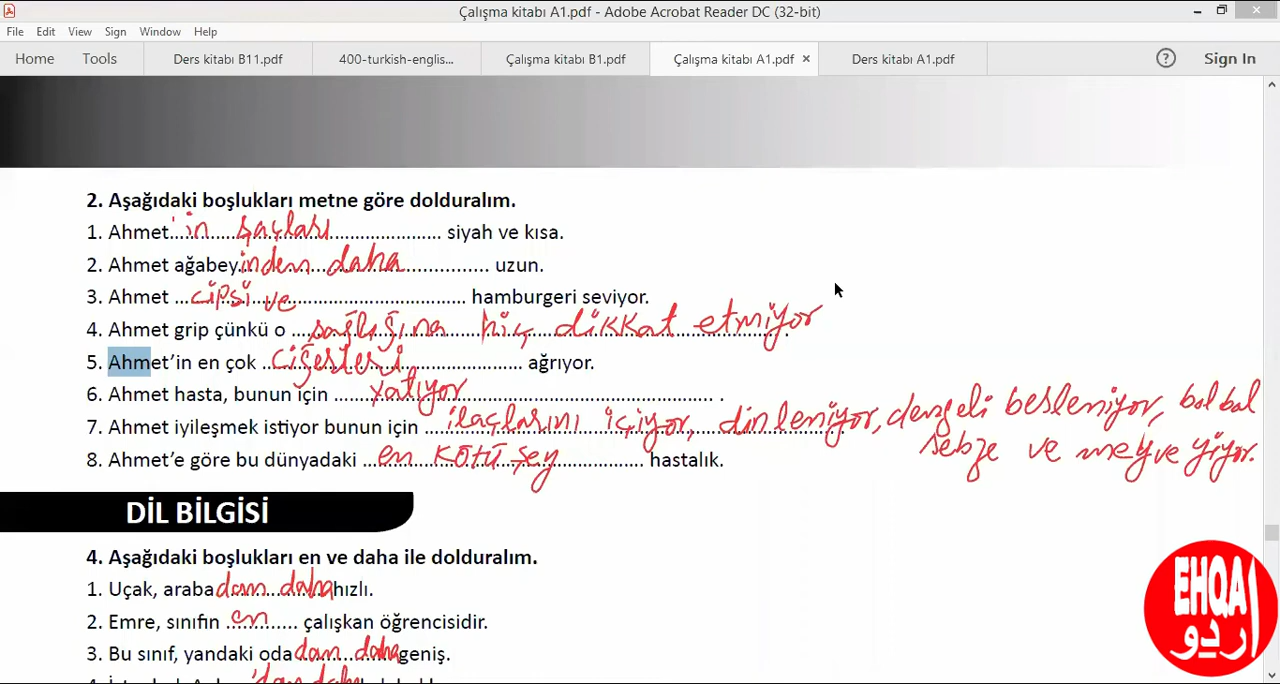 Çalışma kitabı A1.pdf - Adobe Acrobat Reader DC (32-bit)
File Edit View Sign Window Help
Home Tools Ders kitabı B11.pdf 400-turkish-englis... Çalışma kitabı B1.pdf Çalışma kitabı A1.pdf × Ders kitabı A1.pdf ? Sign In
2. Aşağıdaki boşlukları metne göre dolduralım.
1. Ahmet'in saçları siyah ve kısa.
2. Ahmet ağabeyinden daha uzun.
3. Ahmet cipsi ve hamburgeri seviyor.
4. Ahmet grip çünkü o sağlığına hiç dikkat etmiyor.
5. Ahmet'in en çok ciğerleri ağrıyor.
6. Ahmet hasta, bunun için yatıyor.
7. Ahmet iyileşmek istiyor bunun için ilaçlarını içiyor, dinleniyor, dengeli besleniyor, bol bol
sebze ve meyve yiyor.
8. Ahmet'e göre bu dünyadaki en kötü şey hastalık.
DİL BİLGİSİ
4. Aşağıdaki boşlukları en ve daha ile dolduralım.
1. Uçak, arabadan daha hızlı.
2. Emre, sınıfın en çalışkan öğrencisidir.
3. Bu sınıf, yandaki odadan daha geniş.
EHQA
اردو